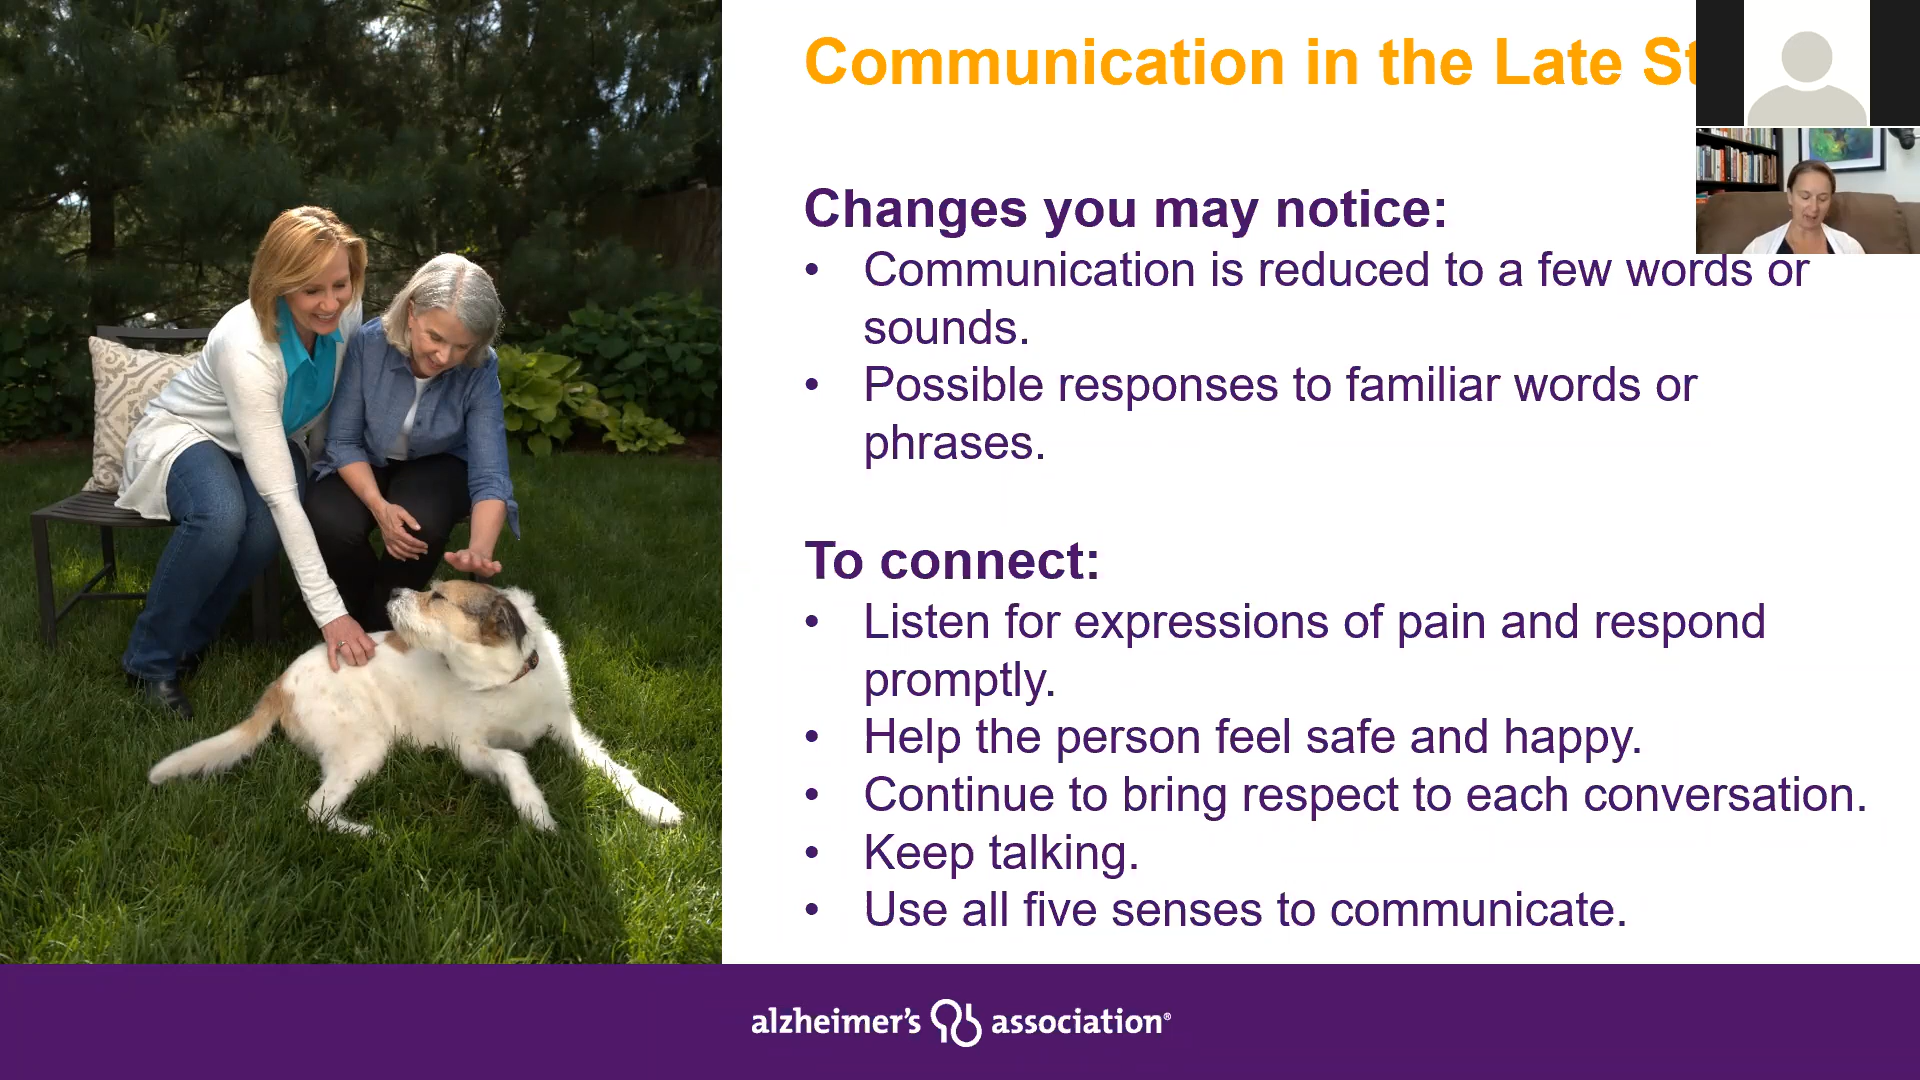 Communication in the Late
Changes you may notice:
• Communication is reduced to a few words or
sounds.
• Possible responses to familiar words or
phrases.
To connect:
• Listen for expressions of pain and respond
promptly.
• Help the person feel safe and happy.
• Continue to bring respect to each conversation.
• Keep talking.
• Use all five senses to communicate.
alzheimer's association®